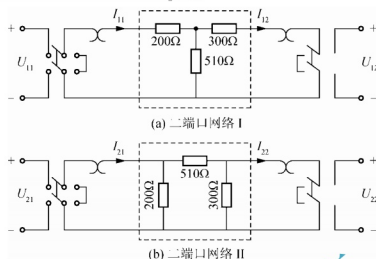 I₁₁
I₁₂
+
200Ω
300Ω
+
U₁₁
510Ω
U₁₂
−
−
(a) 二端口网络 I
I₂₁
I₂₂
+
510Ω
+
U₂₁
200Ω
300Ω
U₂₂
−
−
(b) 二端口网络 II